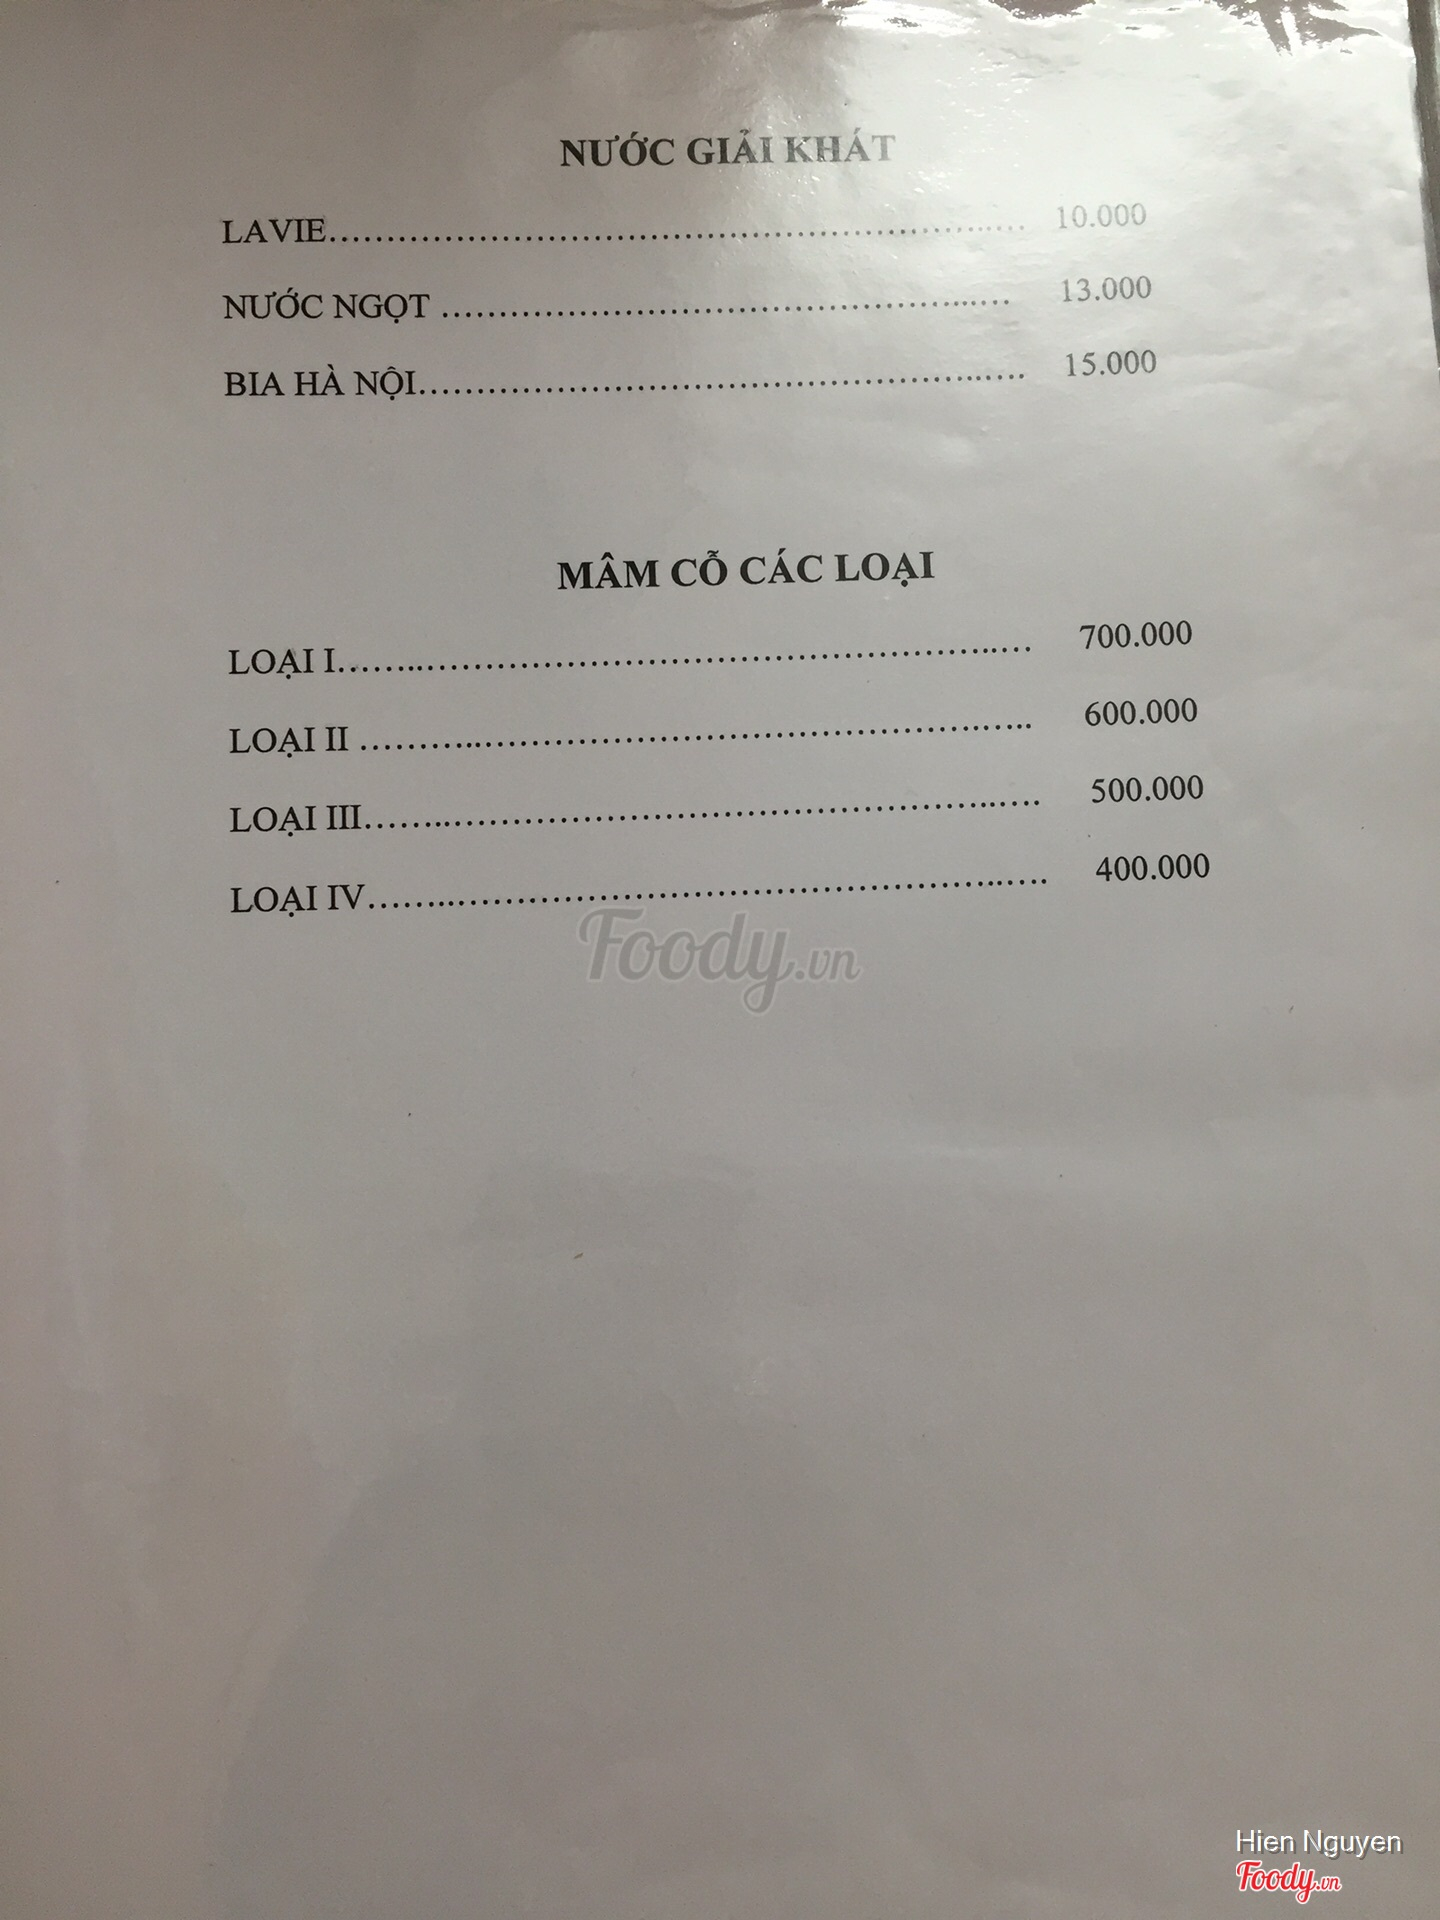 NƯỚC GIẢI KHÁT
LAVIE........................................................... 10.000
NƯỚC NGỌT ................................................... 13.000
BIA HÀ NỘI..................................................... 15.000
MÂM CỖ CÁC LOẠI
LOẠI I............................................................ 700.000
LOẠI II ........................................................... 600.000
LOẠI III.......................................................... 500.000
LOẠI IV.......................................................... 400.000
Foody.vn
Hien Nguyen
Foody.vn